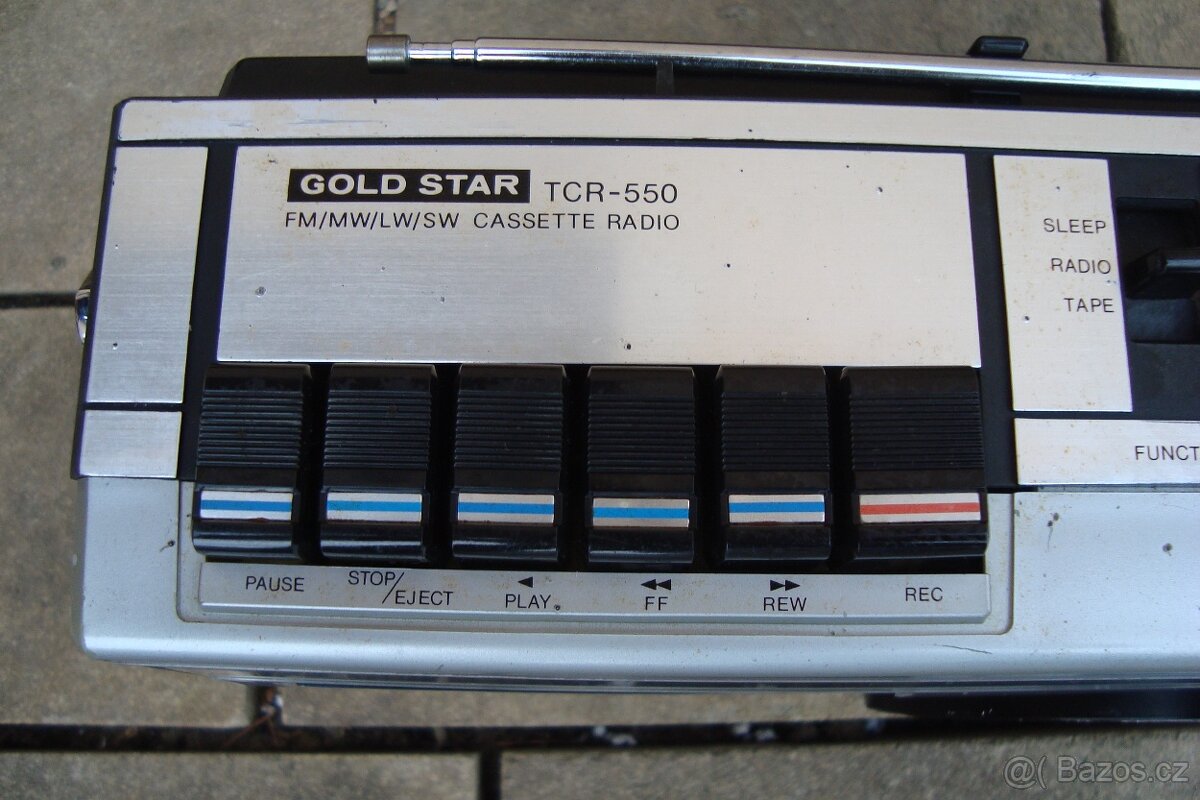 GOLD STAR TCR-550
FM/MW/LW/SW CASSETTE RADIO
SLEEP
RADIO
TAPE
FUNCT
PAUSE
STOP/EJECT
◀
PLAY
◀◀
FF
▶▶
REW
REC
@( Bazos.cz